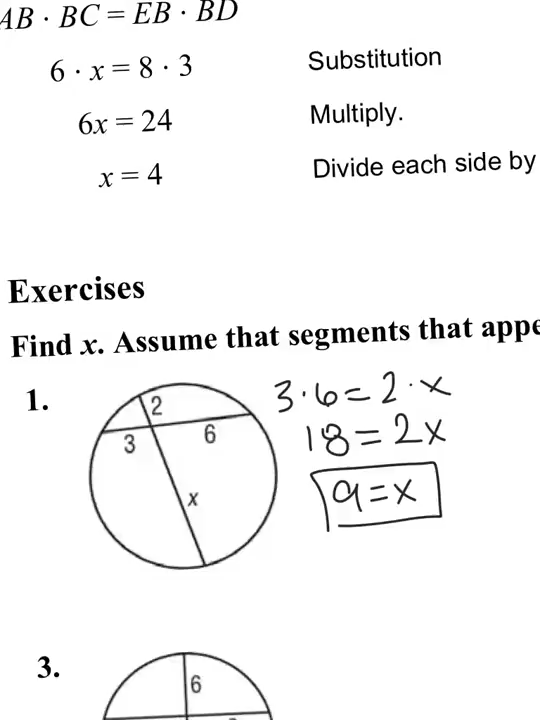 AB · BC = EB · BD
6 · x = 8 · 3 Substitution
6x = 24 Multiply.
x = 4 Divide each side by
Exercises
Find x. Assume that segments that appe
1.
2
3
6
x
3·6=2·x
18=2x
9=x
3.
6